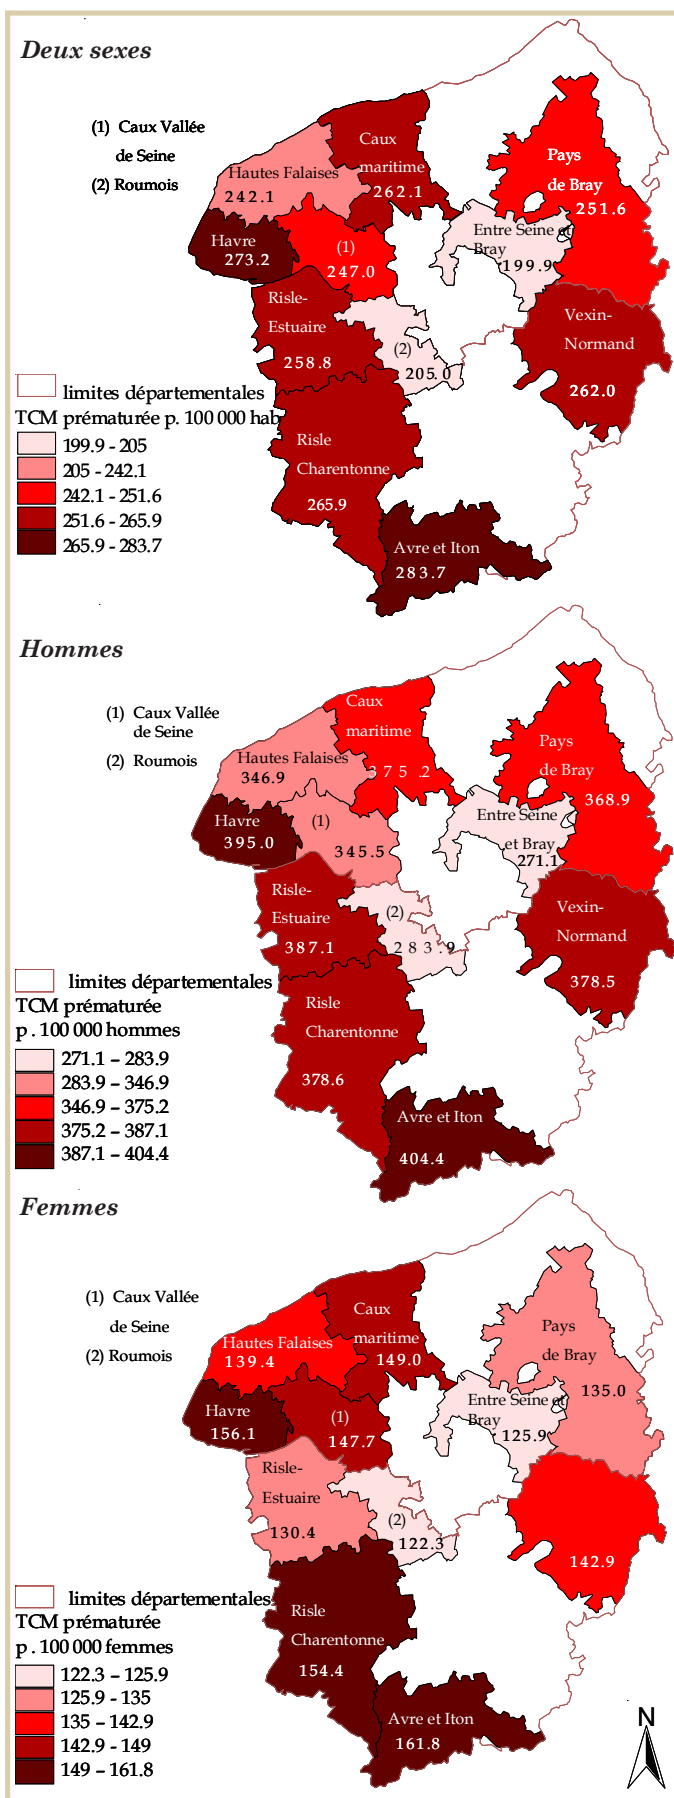 Deux sexes
(1) Caux Vallée
de Seine
(2) Roumois
Caux
maritime
262.1
Hautes Falaises
242.1
Pays
de Bray
251.6
Havre
273.2
(1)
247.0
Entre Seine et
Bray
199.9
Risle-
Estuaire
258.8
(2)
205.0
Vexin-
Normand
262.0
limites départementales
TCM prématurée p. 100 000 hab
199.9 - 205
205 - 242.1
242.1 - 251.6
251.6 - 265.9
265.9 - 283.7
Risle
Charentonne
265.9
Avre et Iton
283.7
Hommes
(1) Caux Vallée
de Seine
(2) Roumois
Caux
maritime
375.2
Hautes Falaises
346.9
Pays
de Bray
368.9
Havre
395.0
(1)
345.5
Entre Seine
et Bray
271.1
Risle-
Estuaire
387.1
(2)
283.9
Vexin-
Normand
378.5
limites départementales
TCM prématurée
p . 100 000 hommes
271.1 – 283.9
283.9 – 346.9
346.9 – 375.2
375.2 – 387.1
387.1 – 404.4
Risle
Charentonne
378.6
Avre et Iton
404.4
Femmes
(1) Caux Vallée
de Seine
(2) Roumois
Caux
maritime
149.0
Hautes Falaises
139.4
Pays
de Bray
135.0
Havre
156.1
(1)
147.7
Entre Seine et
Bray
125.9
Risle-
Estuaire
130.4
(2)
122.3
142.9
limites départementales
TCM prématurée
p . 100 000 femmes
122.3 – 125.9
125.9 - 135
135 – 142.9
142.9 - 149
149 – 161.8
Risle
Charentonne
154.4
Avre et Iton
161.8
N